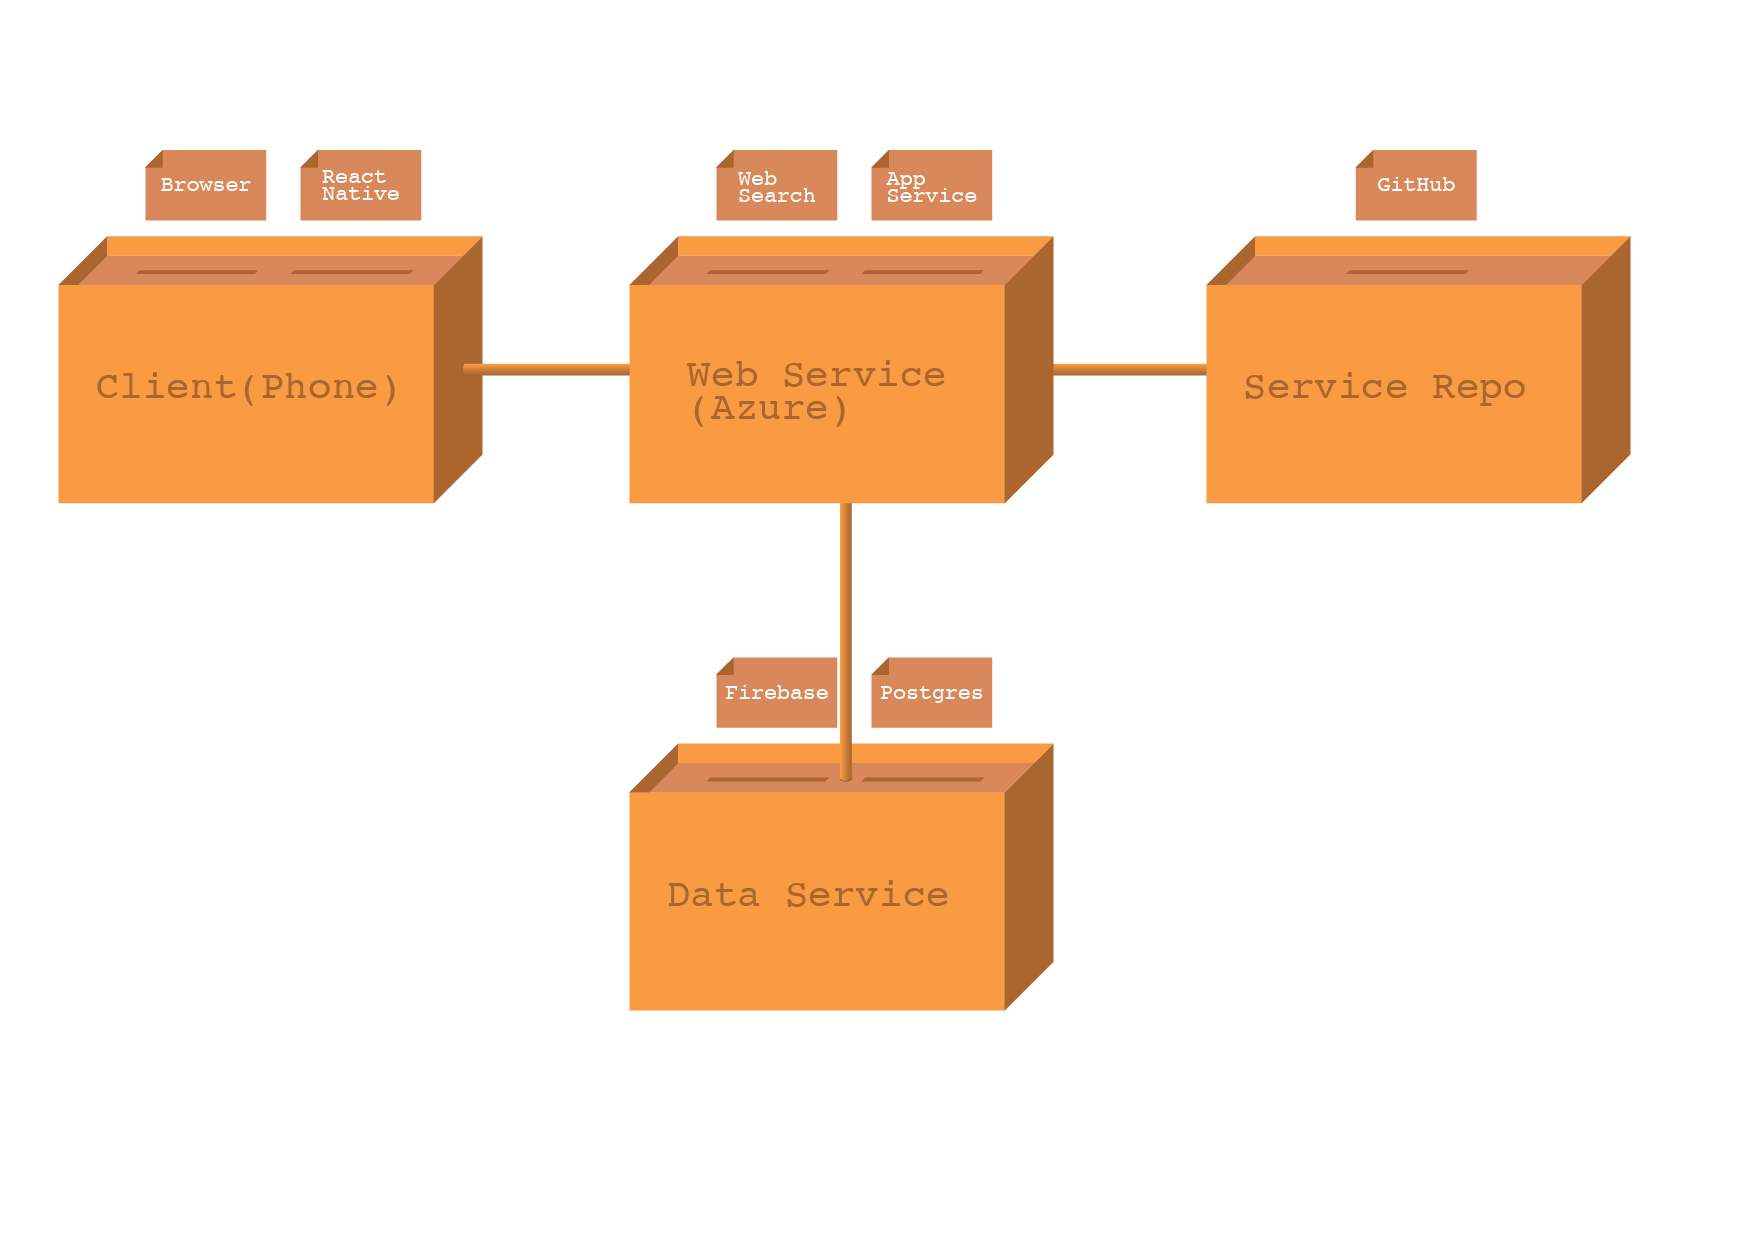 Browser
React
Native
Web
Search
App
Service
GitHub
Client(Phone)
Web Service
(Azure)
Service Repo
Firebase
Postgres
Data Service